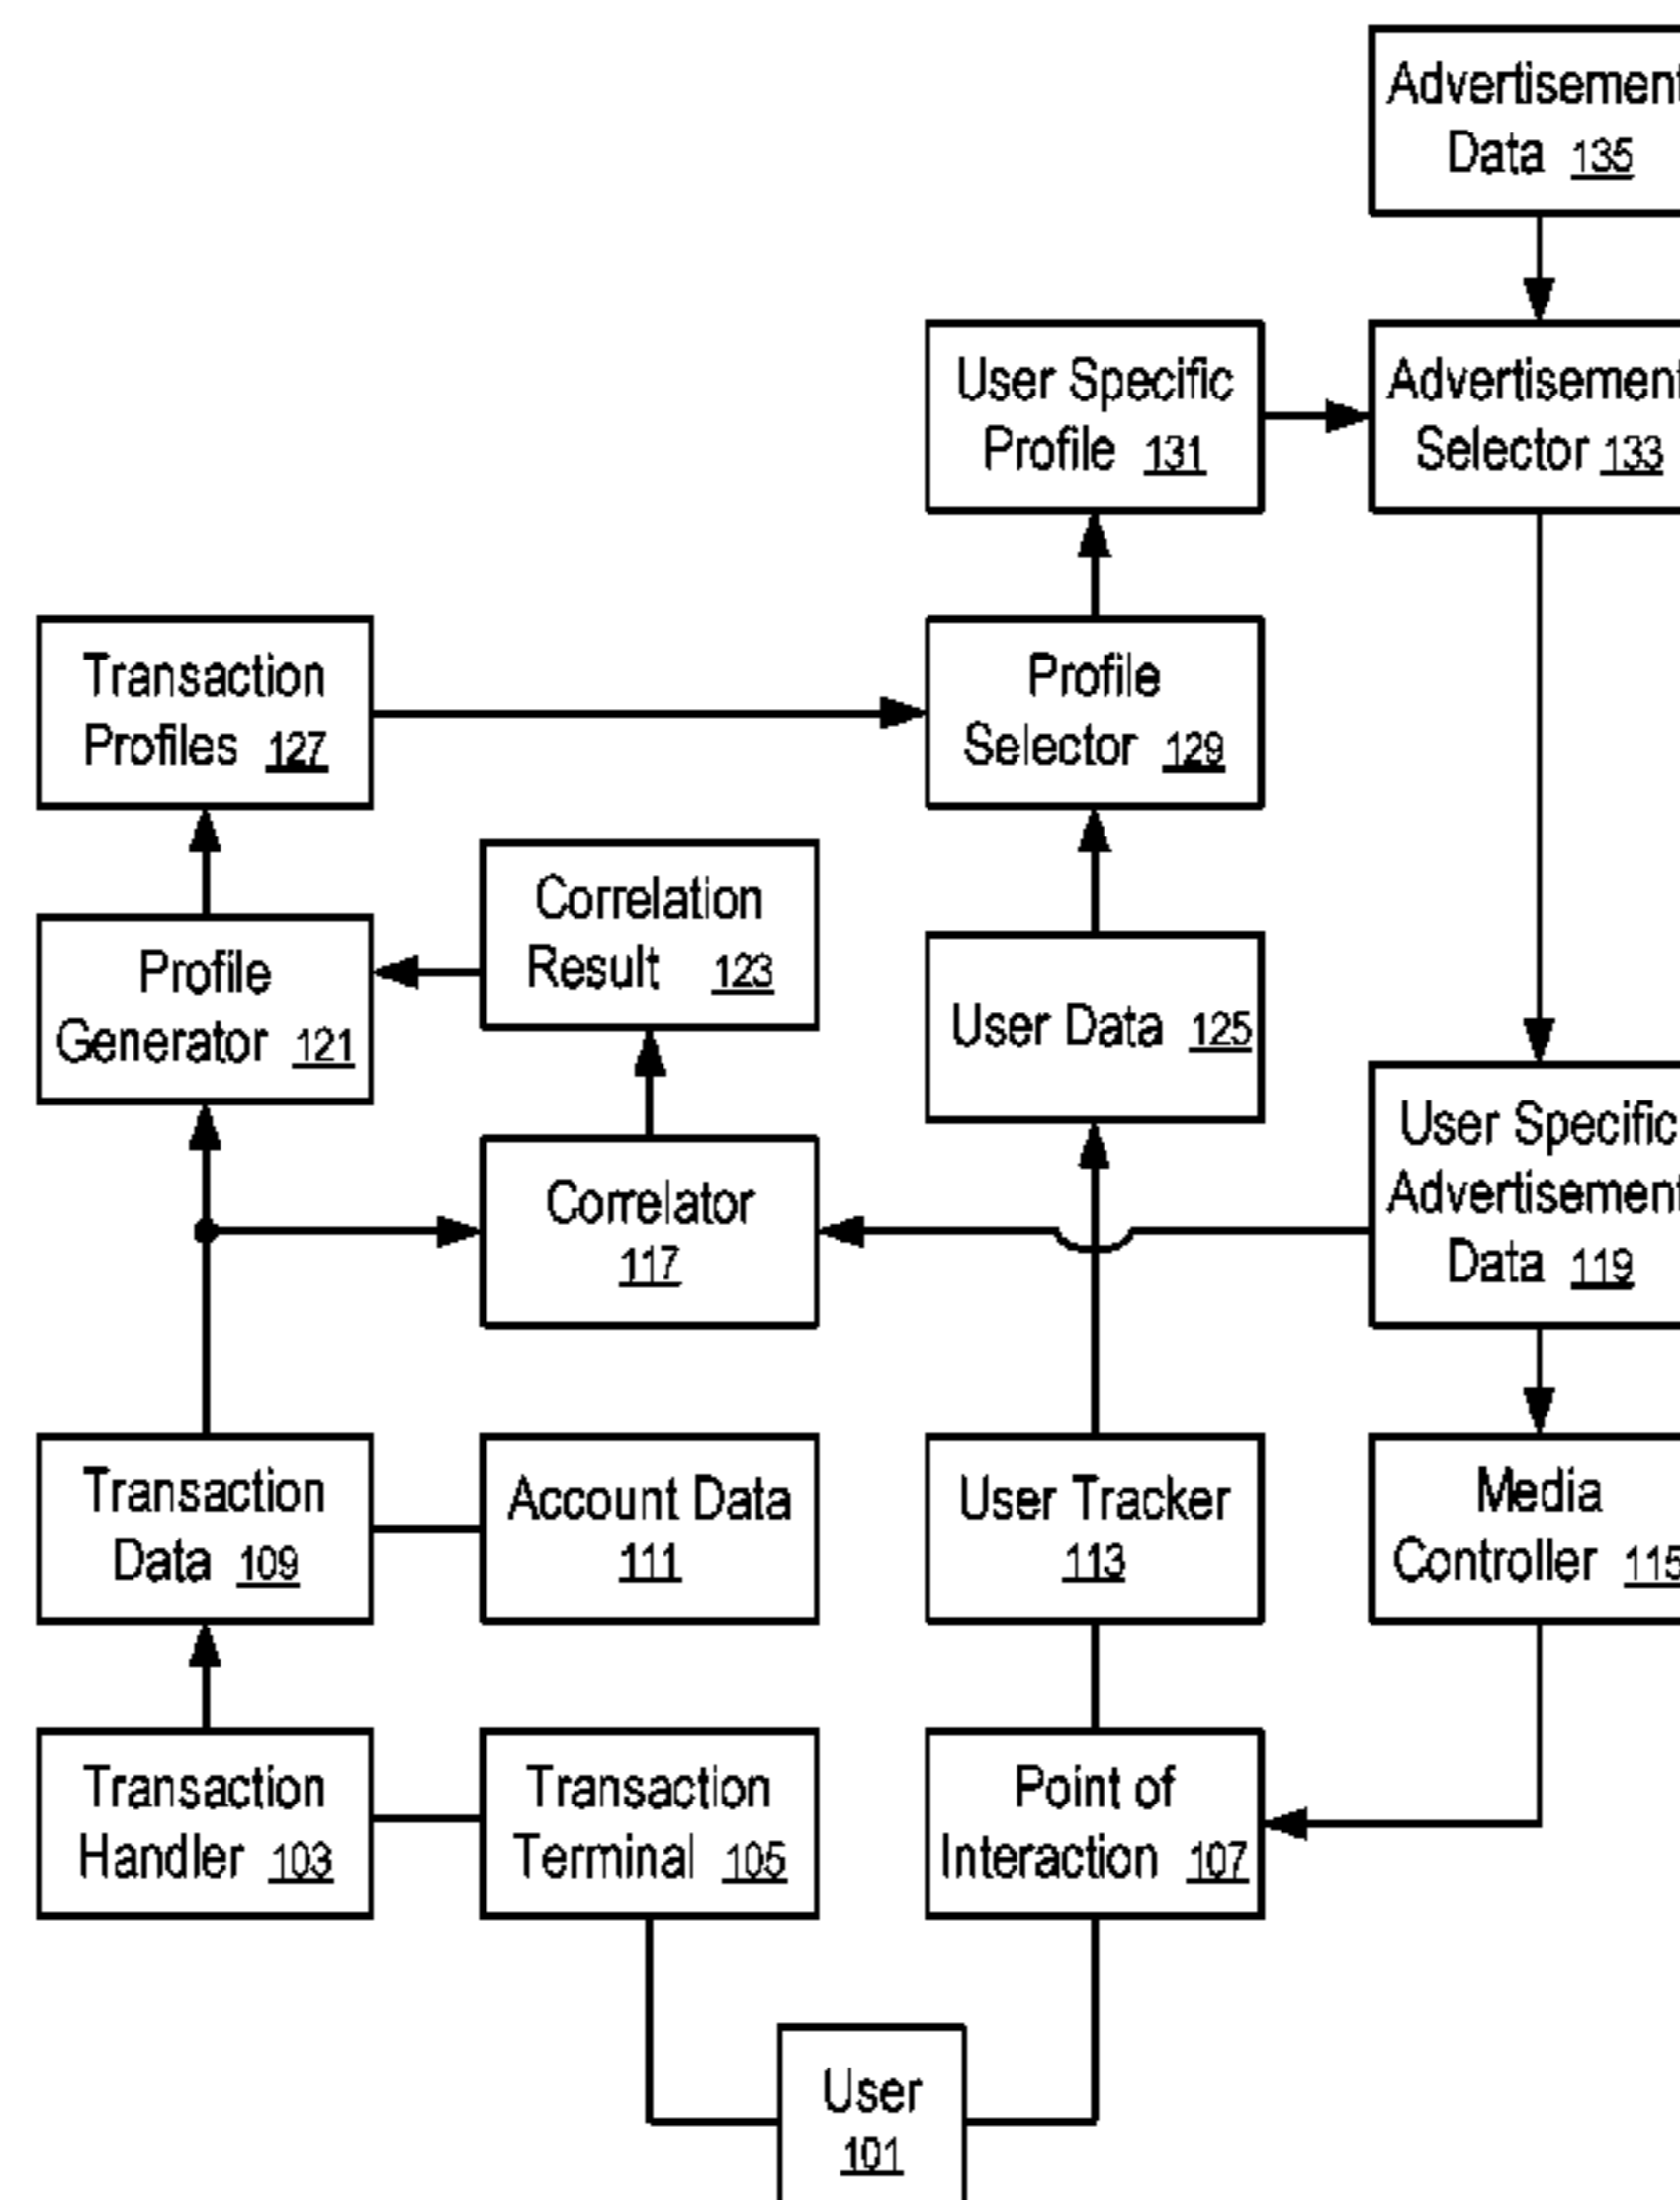 Advertisement
Data 135
User Specific
Profile 131
Advertisement
Selector 133
Transaction
Profiles 127
Profile
Selector 129
Correlation
Result 123
Profile
Generator 121
User Data 125
User Specific
Advertisement
Data 119
Correlator
117
Transaction
Data 109
Account Data
111
User Tracker
113
Media
Controller 115
Transaction
Handler 103
Transaction
Terminal 105
Point of
Interaction 107
User
101